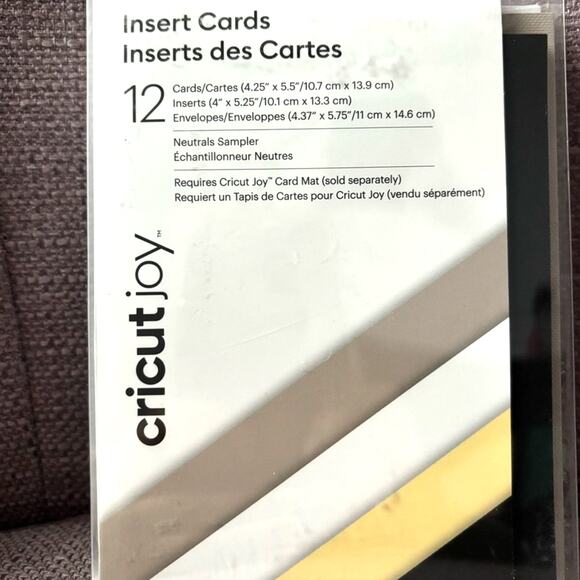 Insert Cards
Inserts des Cartes
12
Cards/Cartes (4.25" x 5.5"/10.7 cm x 13.9 cm)
Inserts (4" x 5.25"/10.1 cm x 13.3 cm)
Envelopes/Enveloppes (4.37" x 5.75"/11 cm x 14.6 cm)
Neutrals Sampler
Échantillonneur Neutres
Requires Cricut Joy™ Card Mat (sold separately)
Requiert un Tapis de Cartes pour Cricut Joy (vendu séparément)
cricut joy™